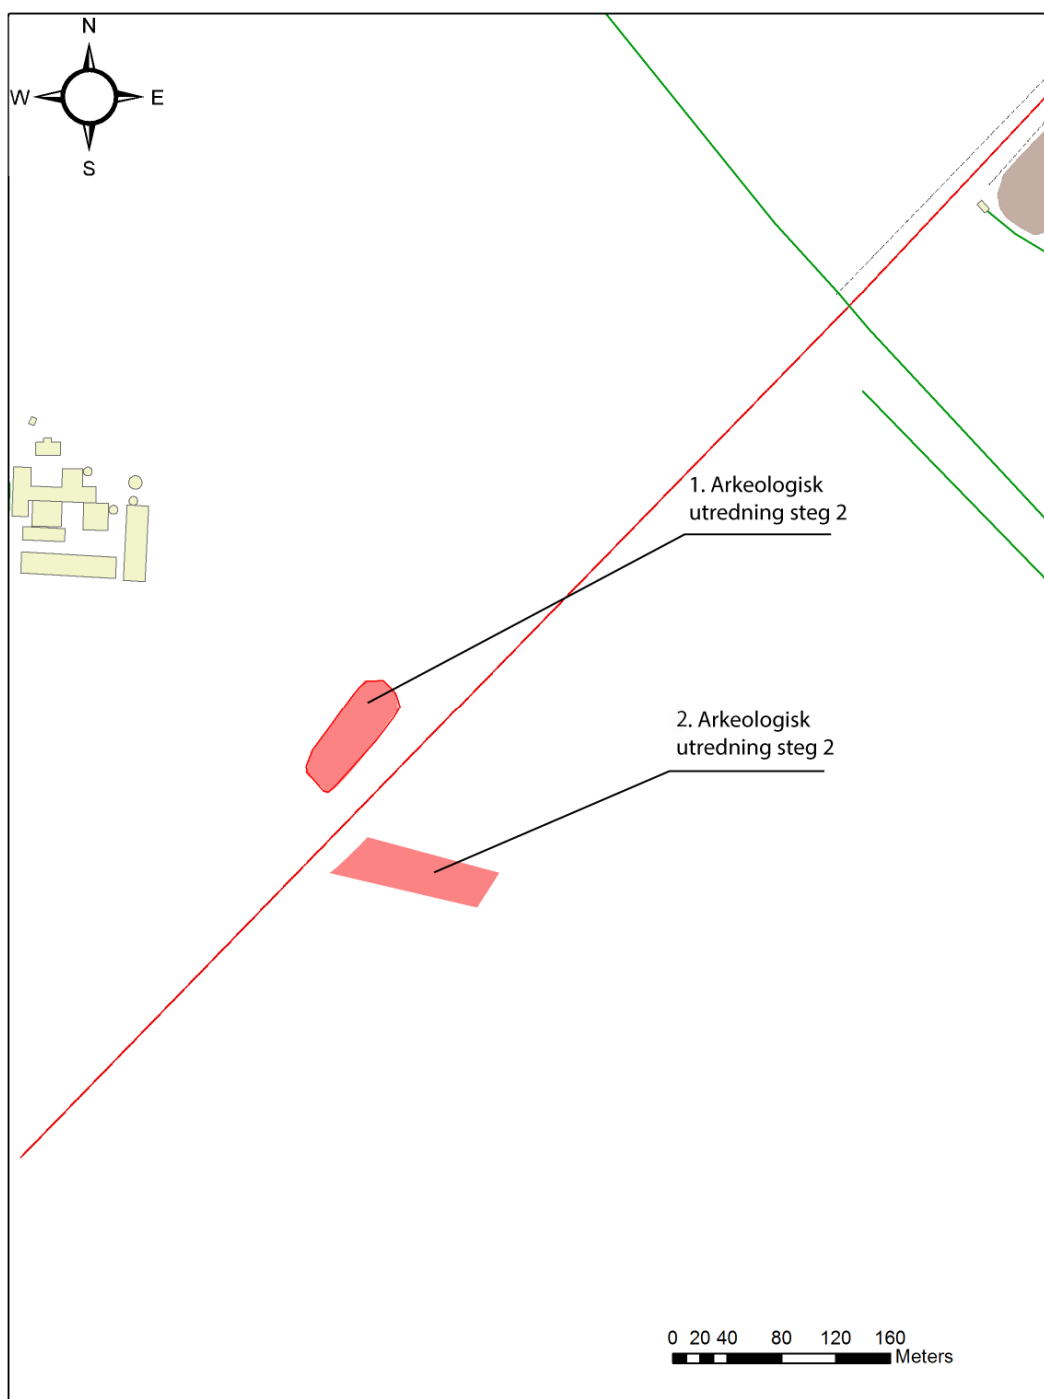 N
W E
S
1. Arkeologisk
utredning steg 2
2. Arkeologisk
utredning steg 2
0 20 40 80 120 160
Meters